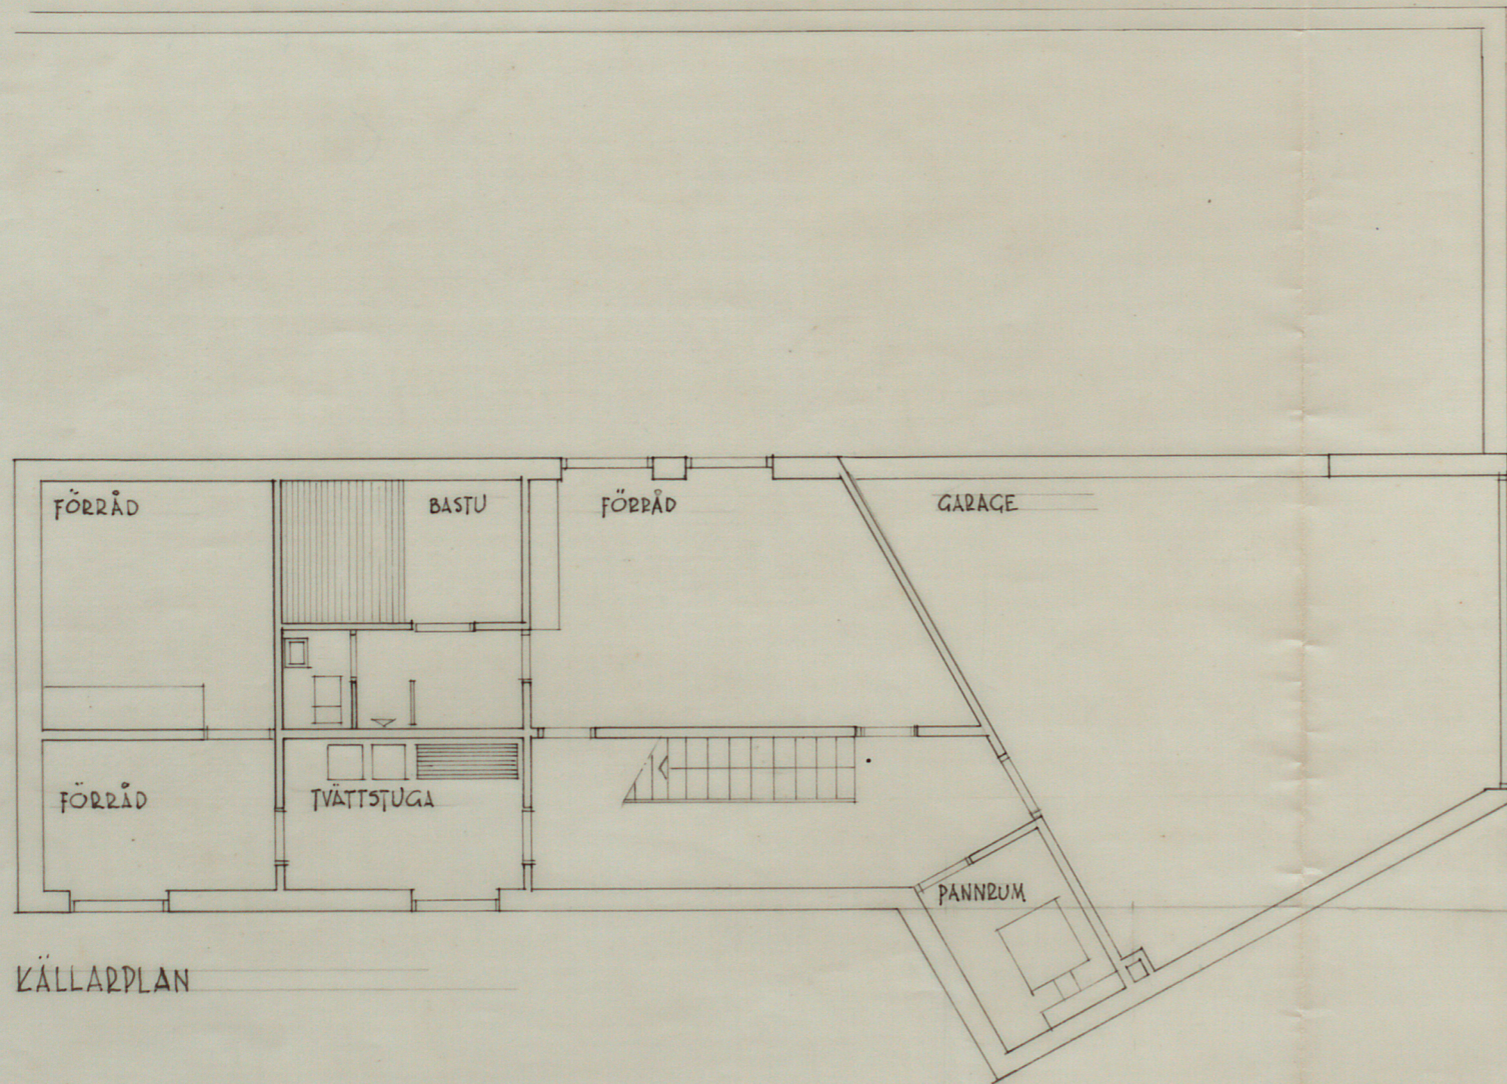 FÖRRÅD
BASTU
FÖRRÅD
GARAGE
FÖRRÅD
TVÄTTSTUGA
PANNRUM
KÄLLARPLAN